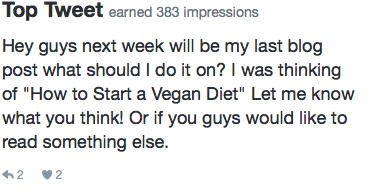 Top Tweet earned 383 impressions
Hey guys next week will be my last blog
post what should I do it on? I was thinking
of "How to Start a Vegan Diet" Let me know
what you think! Or if you guys would like to
read something else.
2 2